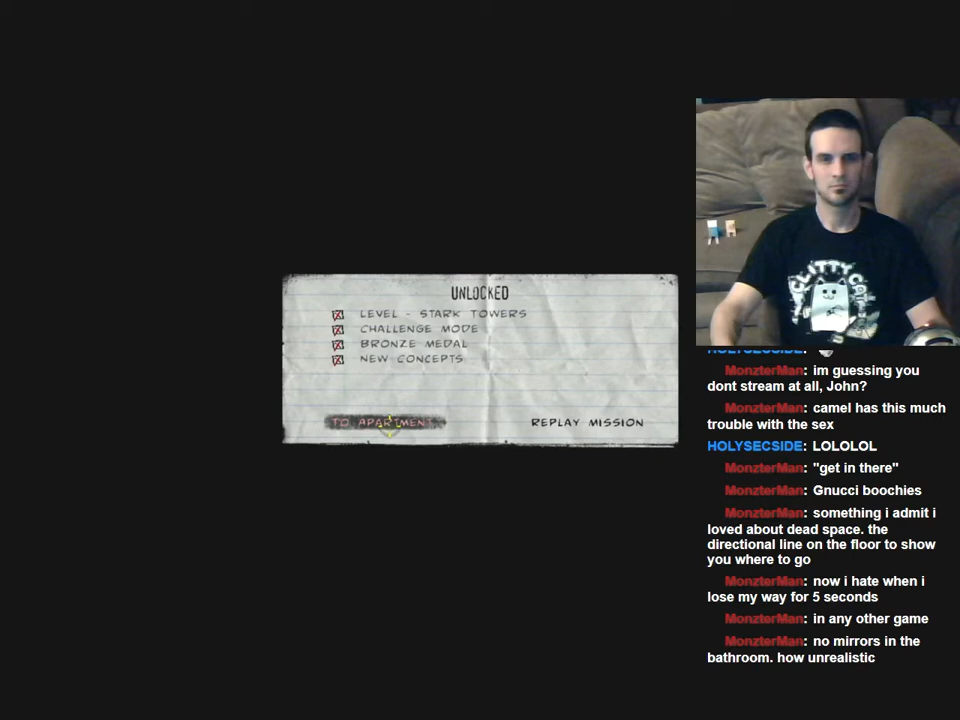 UNLOCKED
LEVEL - STARK TOWERS
CHALLENGE MODE
BRONZE MEDAL
NEW CONCEPTS
TO APARTMENT
REPLAY MISSION
CLITTY CAT
HOLYSECSIDE:
MonzterMan: im guessing you
dont stream at all, John?
MonzterMan: camel has this much
trouble with the sex
HOLYSECSIDE: LOLOLOL
MonzterMan: "get in there"
MonzterMan: Gnucci boochies
MonzterMan: something i admit i
loved about dead space. the
directional line on the floor to show
you where to go
MonzterMan: now i hate when i
lose my way for 5 seconds
MonzterMan: in any other game
MonzterMan: no mirrors in the
bathroom. how unrealistic